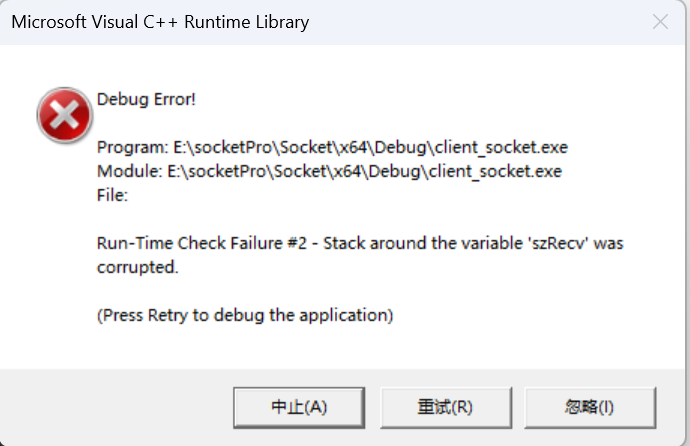 Microsoft Visual C++ Runtime Library
Debug Error!
Program: E:\socketPro\Socket\x64\Debug\client_socket.exe
Module: E:\socketPro\Socket\x64\Debug\client_socket.exe
File:
Run-Time Check Failure #2 - Stack around the variable 'szRecv' was
corrupted.
(Press Retry to debug the application)
中止(A) 重试(R) 忽略(I)